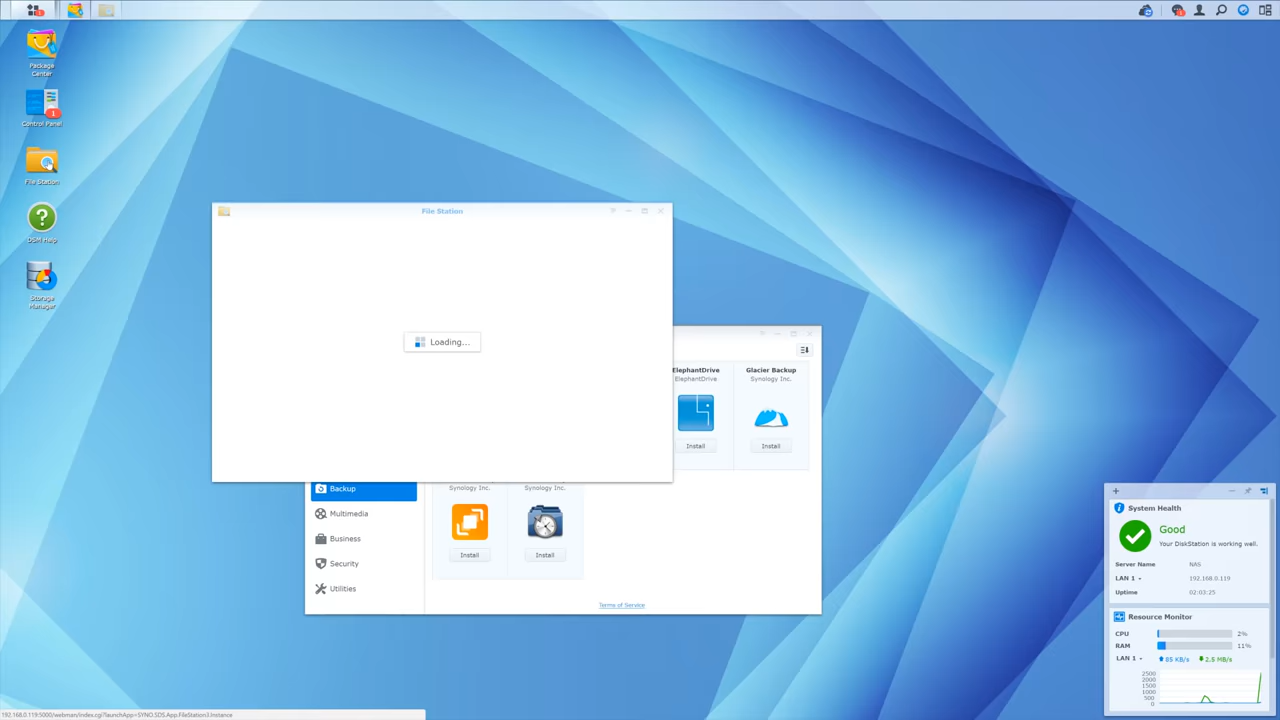 Package
Center
1
Control Panel
File Station
?
DSM Help
Storage
Manager
File Station
Loading...
ElephantDrive
ElephantDrive
Install
Glacier Backup
Synology Inc.
Install
Backup
Multimedia
Business
Security
Utilities
Synology Inc.
Install
Synology Inc.
Install
Terms of Service
System Health
Good
Your DiskStation is working well.
Server Name NAS
LAN 1 192.168.0.119
Uptime 02:03:25
Resource Monitor
CPU 2%
RAM 11%
LAN 1 85 KB/s 2.5 MB/s
2500
2000
1500
1000
500
0
192.168.0.119:5000/webman/index.cgi?launchApp=SYNO.SDS.App.FileStation3.Instance